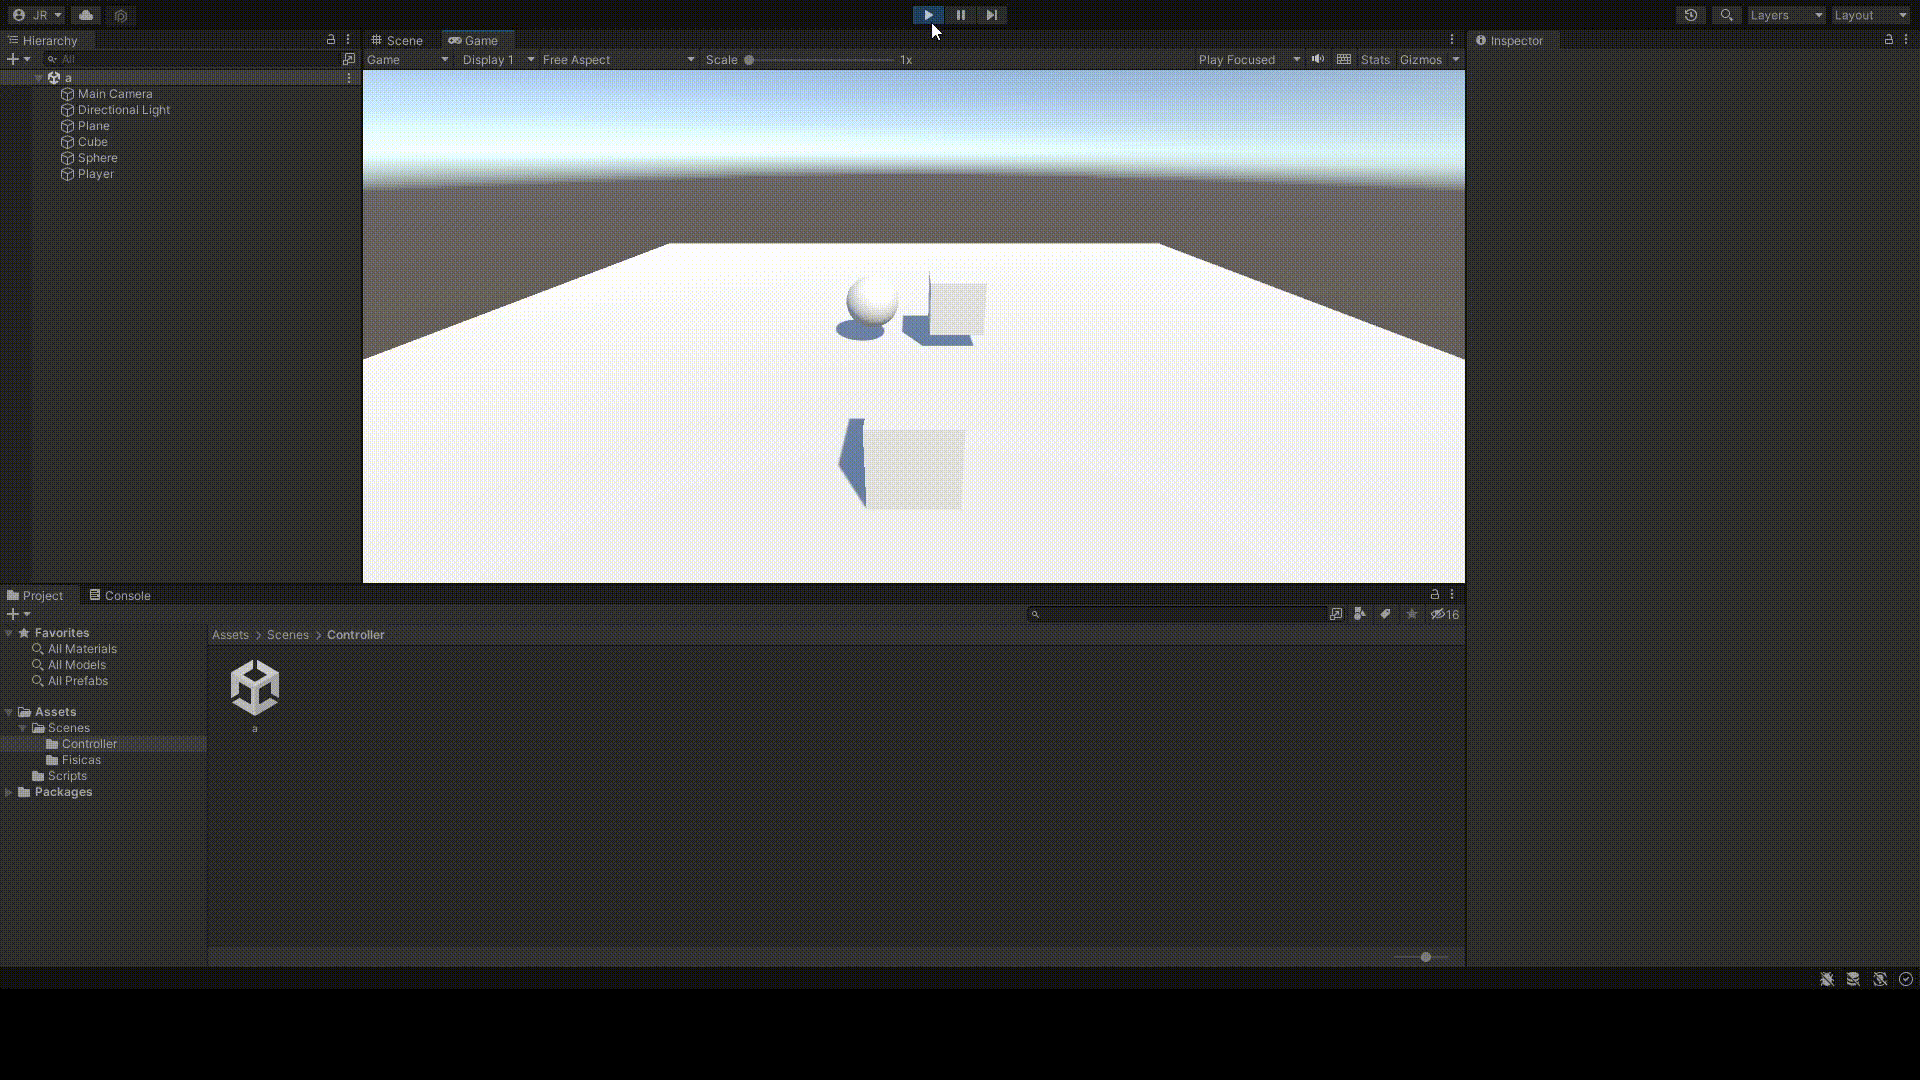 JR
Layers
Layout
Hierarchy
Scene
Game
Inspector
All
Game
Display 1
Free Aspect
Scale
1x
Play Focused
Stats
Gizmos
a
Main Camera
Directional Light
Plane
Cube
Sphere
Player
Project
Console
16
Favorites
All Materials
All Models
All Prefabs
Assets
Scenes
Controller
Fisicas
Scripts
Packages
Assets > Scenes > Controller
a